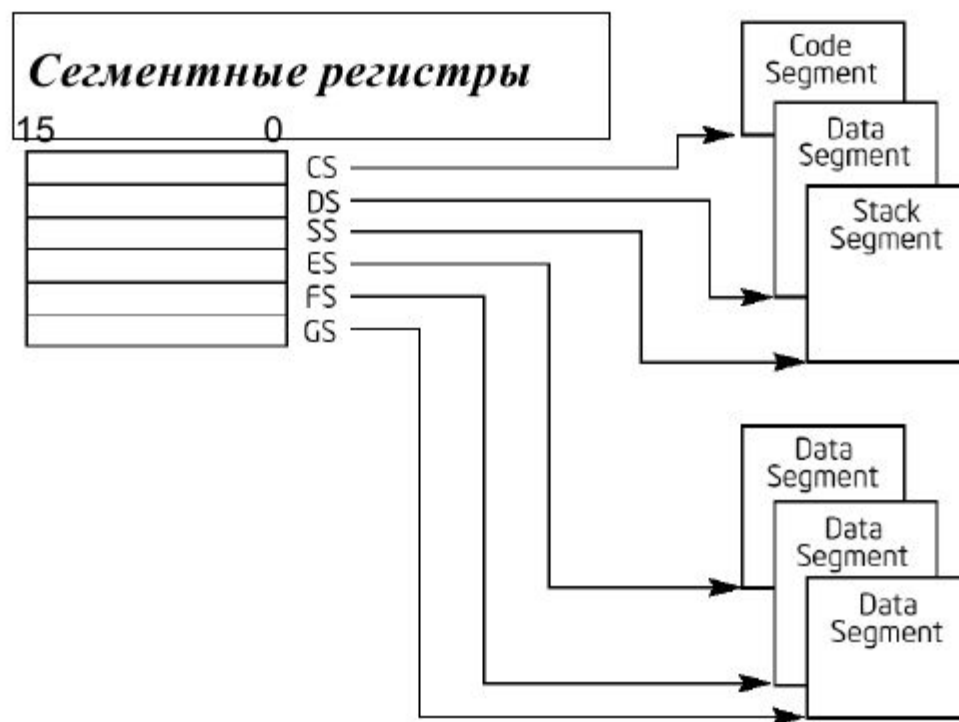 Сегментные регистры
15 0
CS
DS
SS
ES
FS
GS
Code
Segment
Data
Segment
Stack
Segment
Data
Segment
Data
Segment
Data
Segment